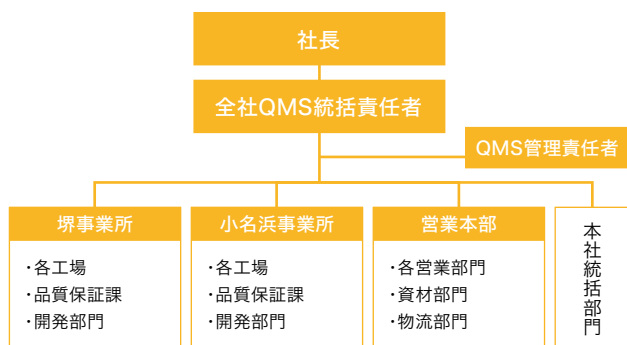 社長
全社QMS統括責任者
QMS管理責任者
堺事業所
・各工場
・品質保証課
・開発部門
小名浜事業所
・各工場
・品質保証課
・開発部門
営業本部
・各営業部門
・資材部門
・物流部門
本社統括部門